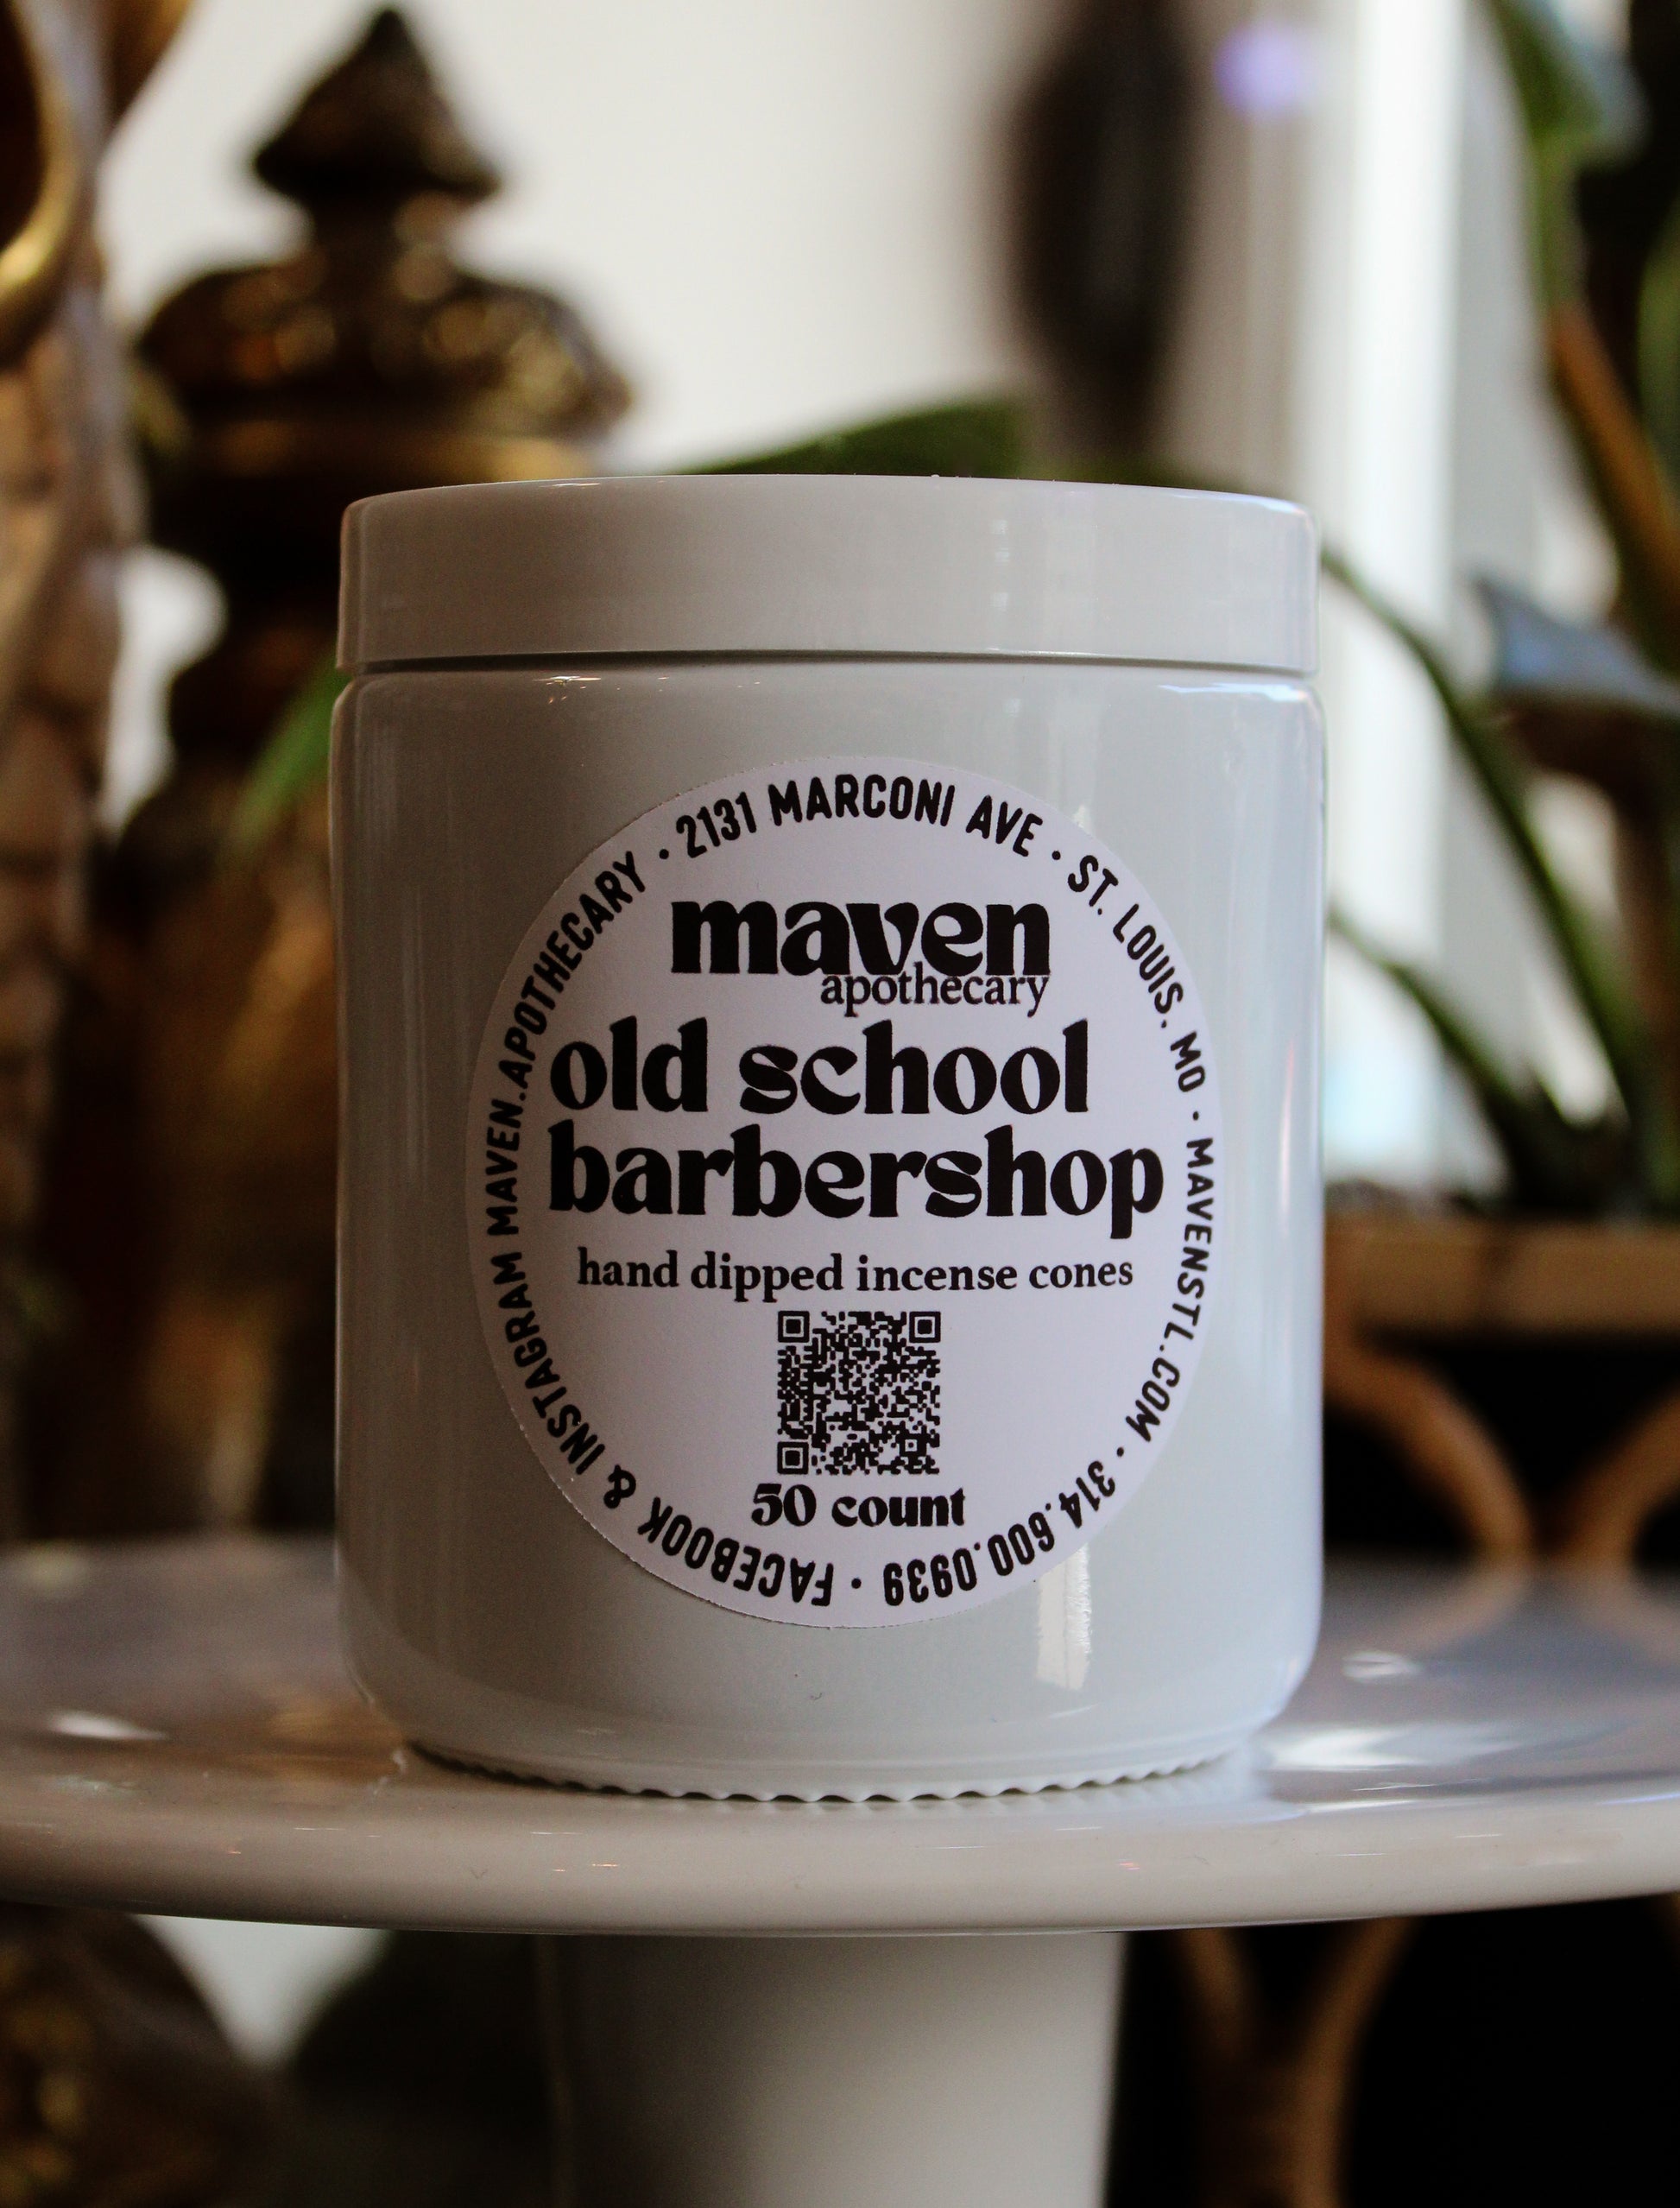 2131 MARCONI AVE • ST. LOUIS, MO • MAVENSTL.COM • 314.600.0939 • FACEBOOK & INSTAGRAM MAVEN.APOTHECARY •
maven
apothecary
old school
barbershop
hand dipped incense cones
50 count